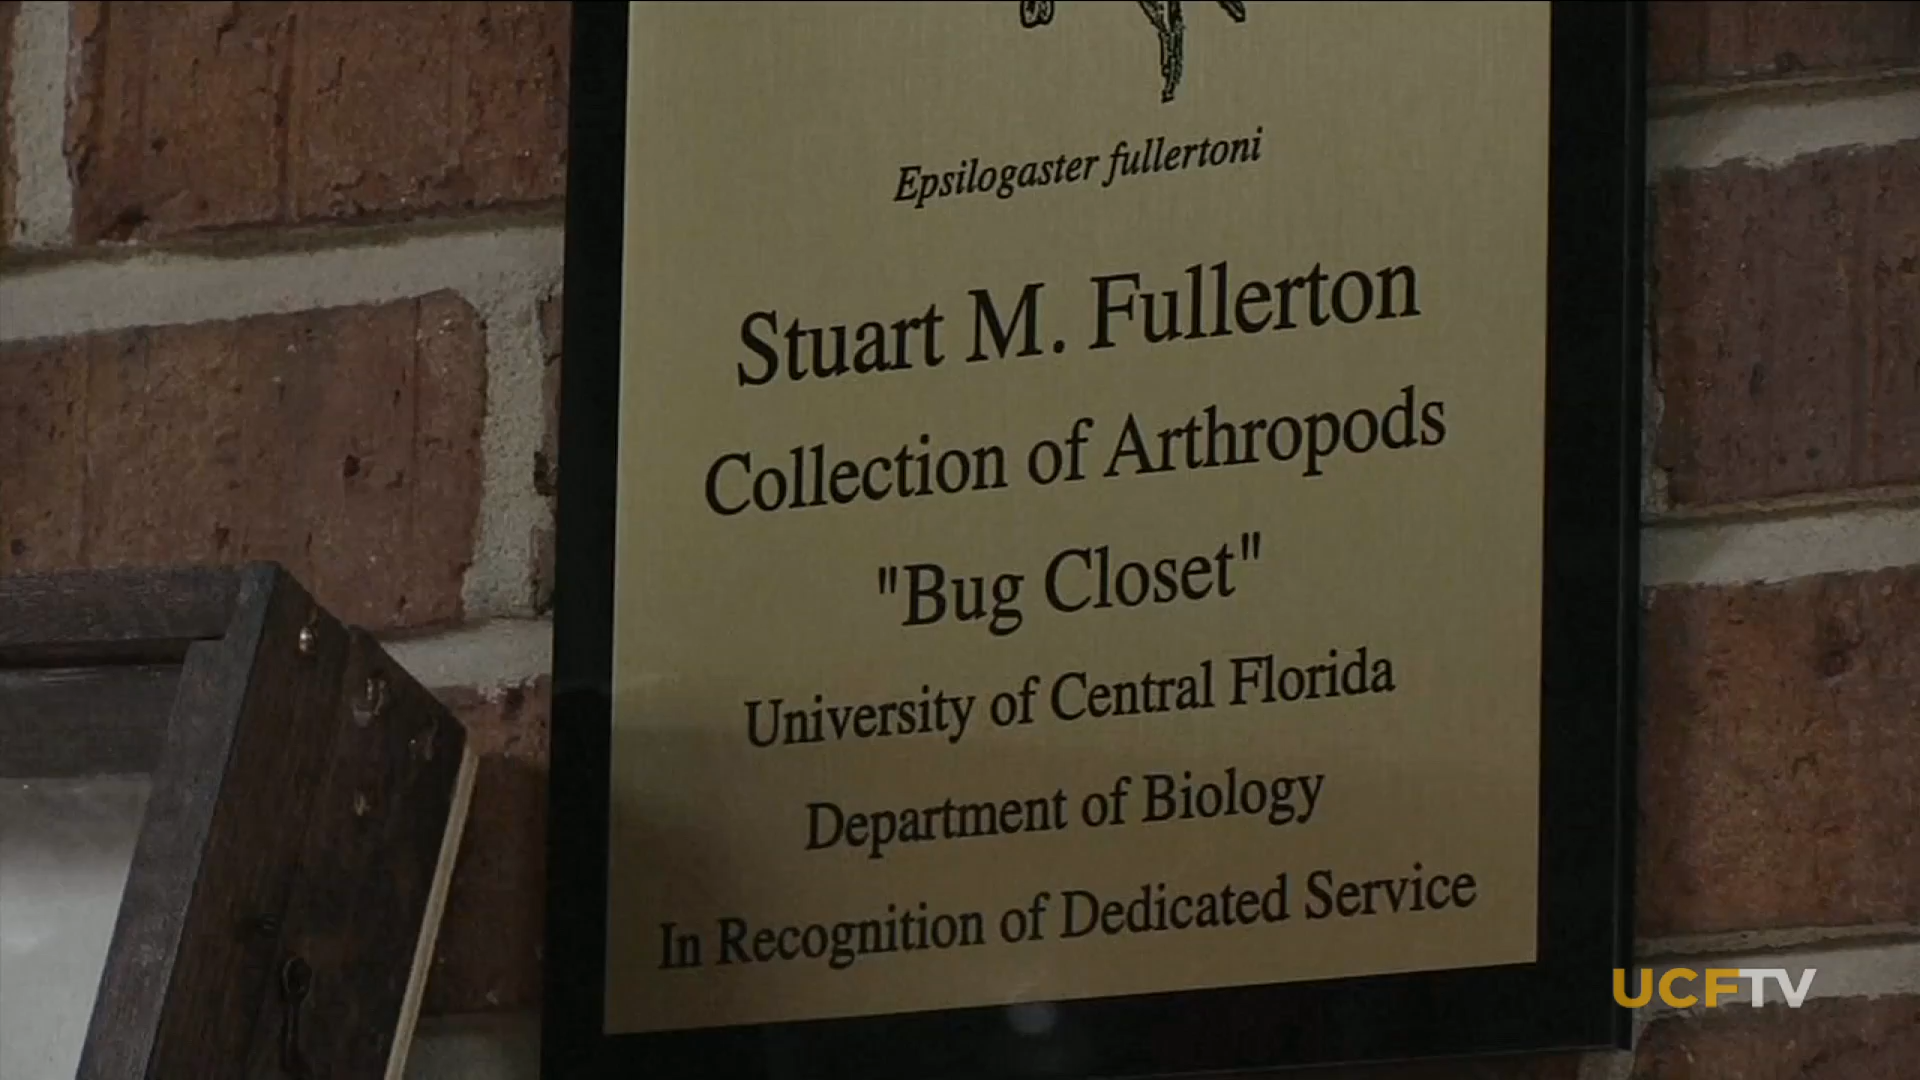 Epsilogaster fullertoni
Stuart M. Fullerton
Collection of Arthropods
"Bug Closet"
University of Central Florida
Department of Biology
In Recognition of Dedicated Service
UCFTV